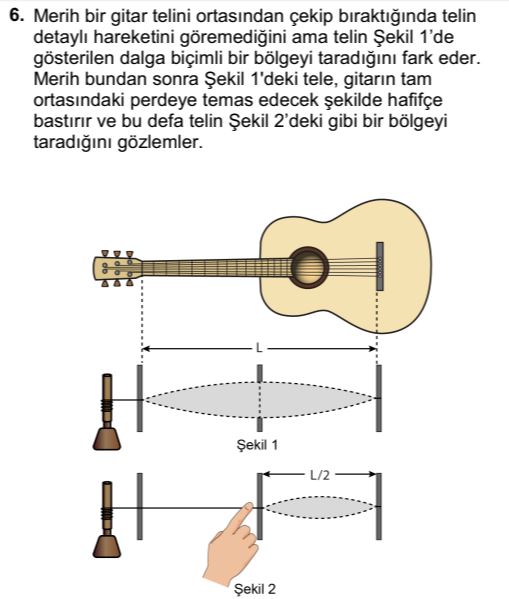 6. Merih bir gitar telini ortasından çekip bıraktığında telin
detaylı hareketini göremediğini ama telin Şekil 1’de
gösterilen dalga biçimli bir bölgeyi taradığını fark eder.
Merih bundan sonra Şekil 1'deki tele, gitarın tam
ortasındaki perdeye temas edecek şekilde hafifçe
bastırır ve bu defa telin Şekil 2’deki gibi bir bölgeyi
taradığını gözlemler.
L
Şekil 1
L/2
Şekil 2